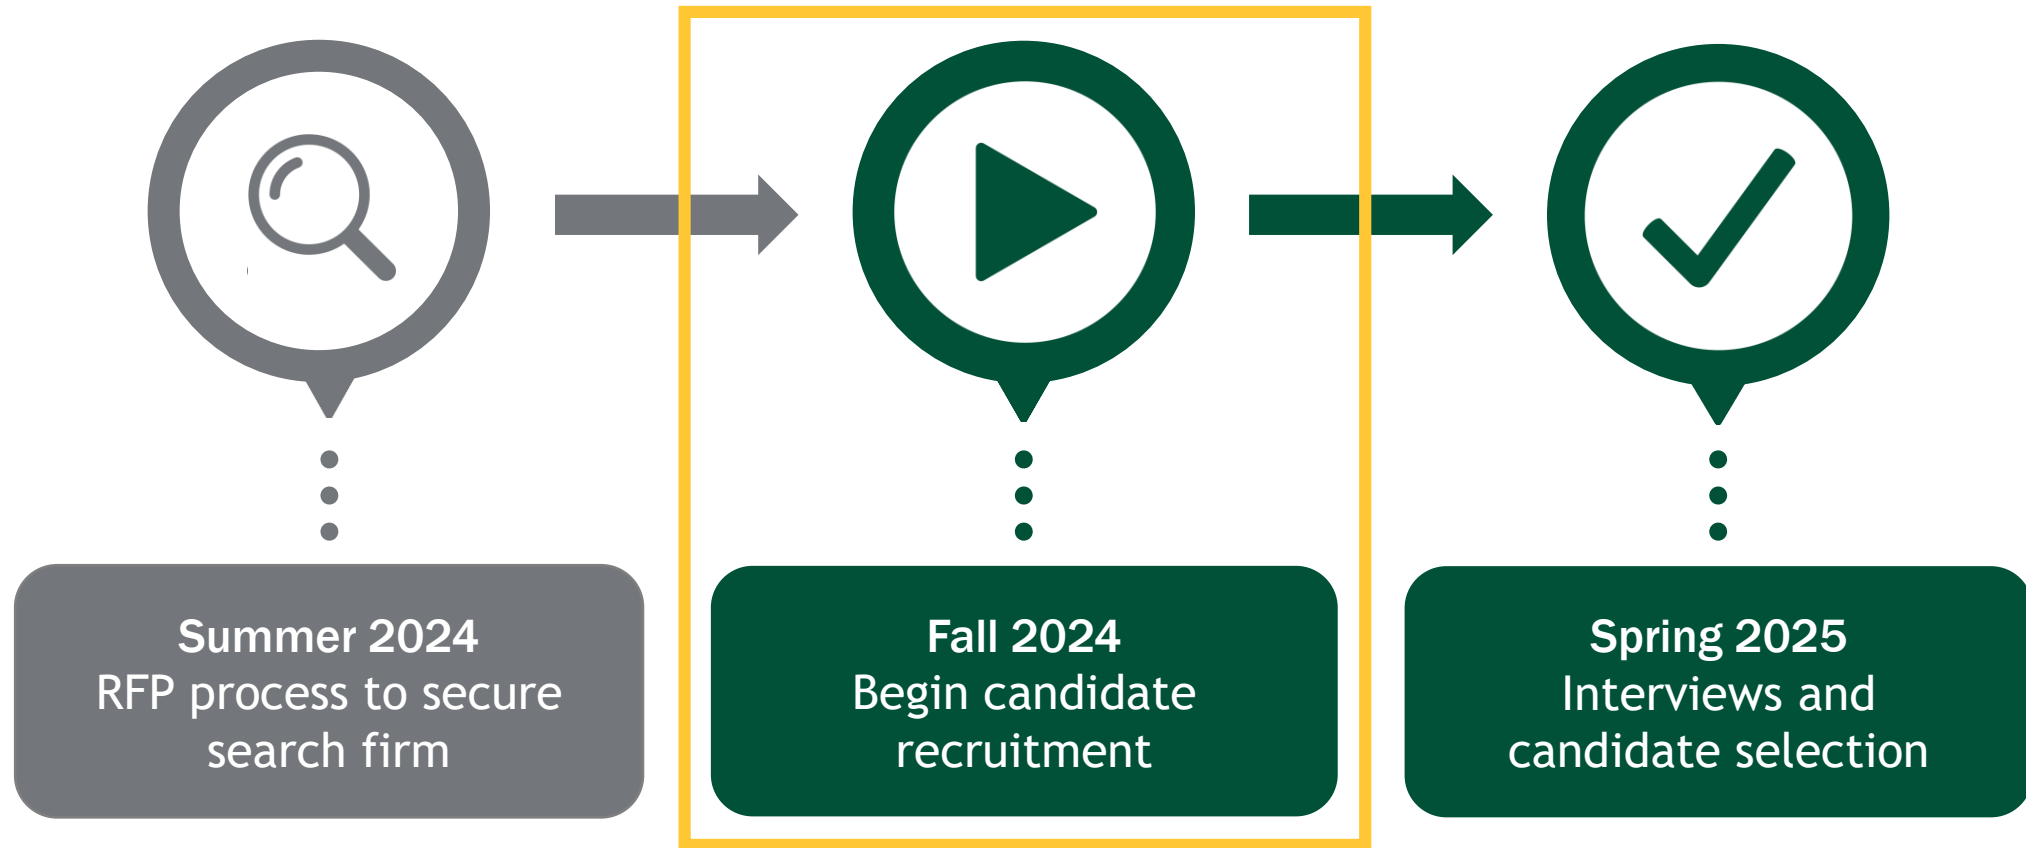 Summer 2024
RFP process to secure
search firm
Fall 2024
Begin candidate
recruitment
Spring 2025
Interviews and
candidate selection